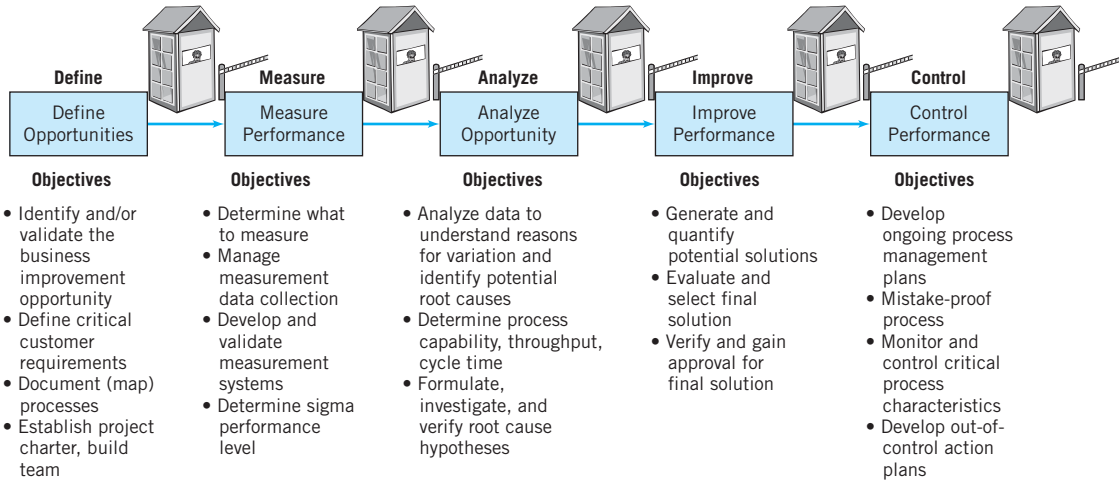 Define
Define
Opportunities
Objectives
• Identify and/or
validate the
business
improvement
opportunity
• Define critical
customer
requirements
• Document (map)
processes
• Establish project
charter, build
team
Measure
Measure
Performance
Objectives
• Determine what
to measure
• Manage
measurement
data collection
• Develop and
validate
measurement
systems
• Determine sigma
performance
level
Analyze
Analyze
Opportunity
Objectives
• Analyze data to
understand reasons
for variation and
identify potential
root causes
• Determine process
capability, throughput,
cycle time
• Formulate,
investigate, and
verify root cause
hypotheses
Improve
Improve
Performance
Objectives
• Generate and
quantify
potential solutions
• Evaluate and
select final
solution
• Verify and gain
approval for
final solution
Control
Control
Performance
Objectives
• Develop
ongoing process
management
plans
• Mistake-proof
process
• Monitor and
control critical
process
characteristics
• Develop out-of-
control action
plans